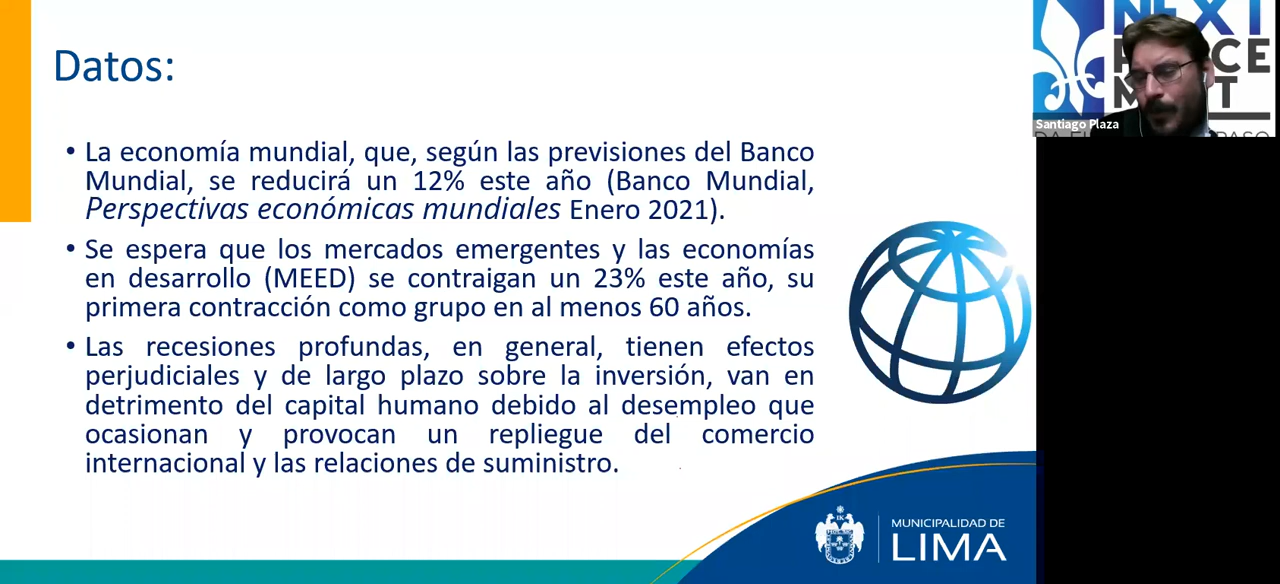 Datos:
• La economía mundial, que, según las previsiones del Banco
Mundial, se reducirá un 12% este año (Banco Mundial,
Perspectivas económicas mundiales Enero 2021).
• Se espera que los mercados emergentes y las economías
en desarrollo (MEED) se contraigan un 23% este año, su
primera contracción como grupo en al menos 60 años.
• Las recesiones profundas, en general, tienen efectos
perjudiciales y de largo plazo sobre la inversión, van en
detrimento del capital humano debido al desempleo que
ocasionan y provocan un repliegue del comercio
internacional y las relaciones de suministro.
MUNICIPALIDAD DE
LIMA
NEXT
Santiago Plaza